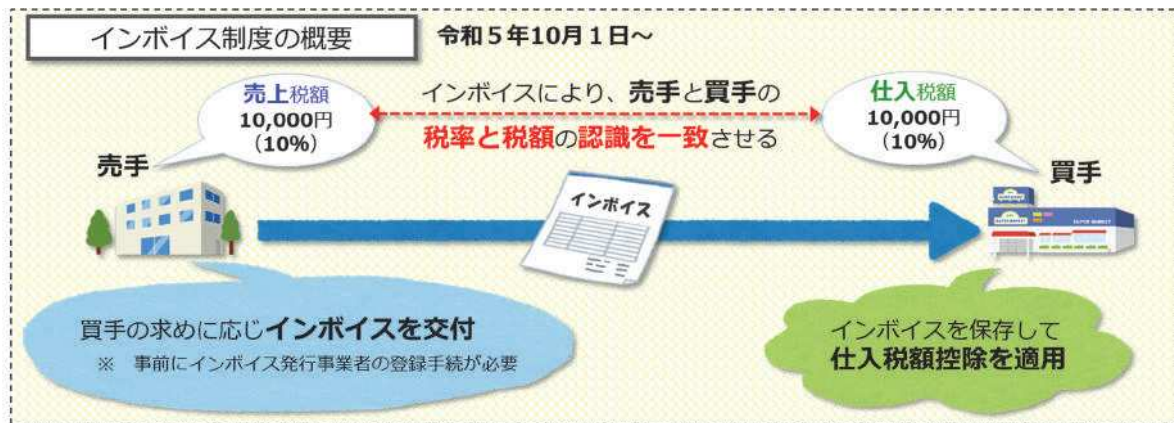 インボイス制度の概要
令和5年10月1日～
売上税額
10,000円
（10%）
インボイスにより、売手と買手の
税率と税額の認識を一致させる
仕入税額
10,000円
（10%）
売手
買手
インボイス
買手の求めに応じインボイスを交付
※　事前にインボイス発行事業者の登録手続が必要
インボイスを保存して
仕入税額控除を適用